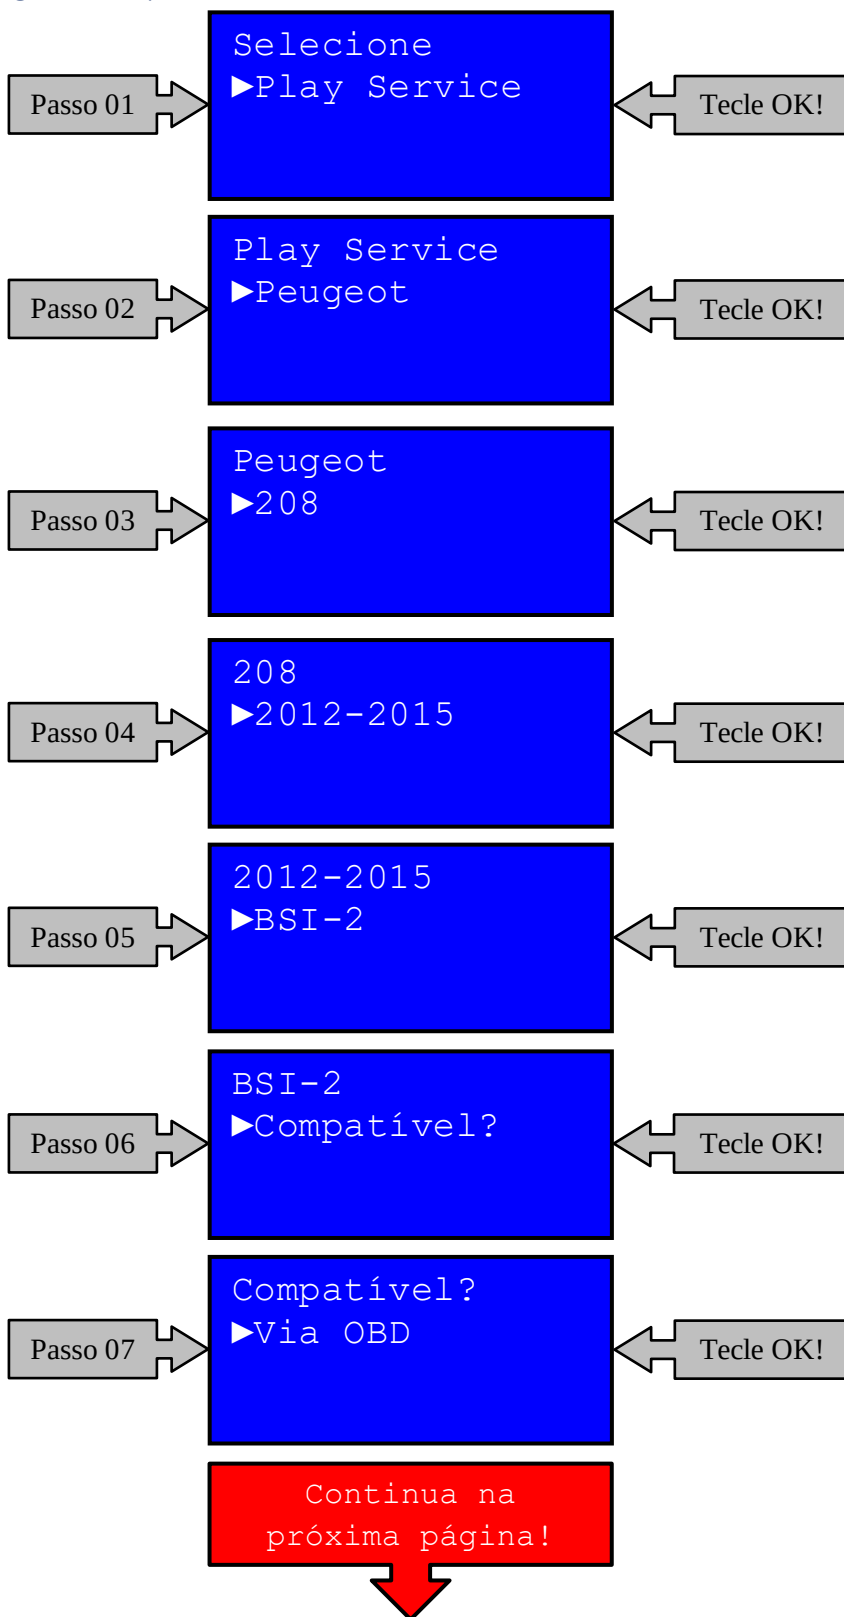 Selecione
►Play Service
Passo 01
Tecle OK!
Play Service
►Peugeot
Passo 02
Tecle OK!
Peugeot
►208
Passo 03
Tecle OK!
208
►2012-2015
Passo 04
Tecle OK!
2012-2015
►BSI-2
Passo 05
Tecle OK!
BSI-2
►Compatível?
Passo 06
Tecle OK!
Compatível?
►Via OBD
Passo 07
Tecle OK!
Continua na
próxima página!